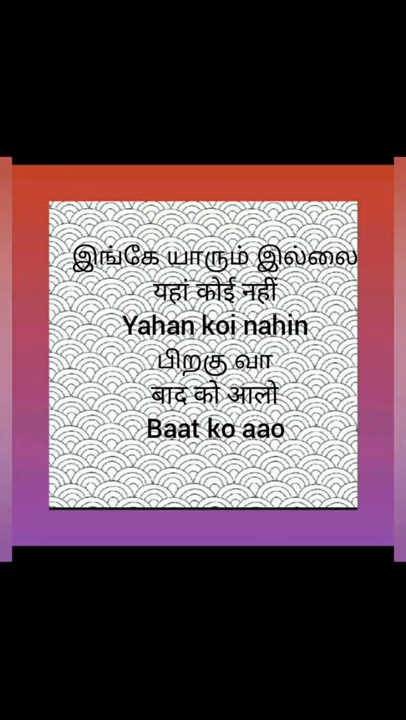 இங்கே யாரும் இல்லை
यहां कोई नहीं
Yahan koi nahin
பிறகு வா
बाद को आलो
Baat ko aao